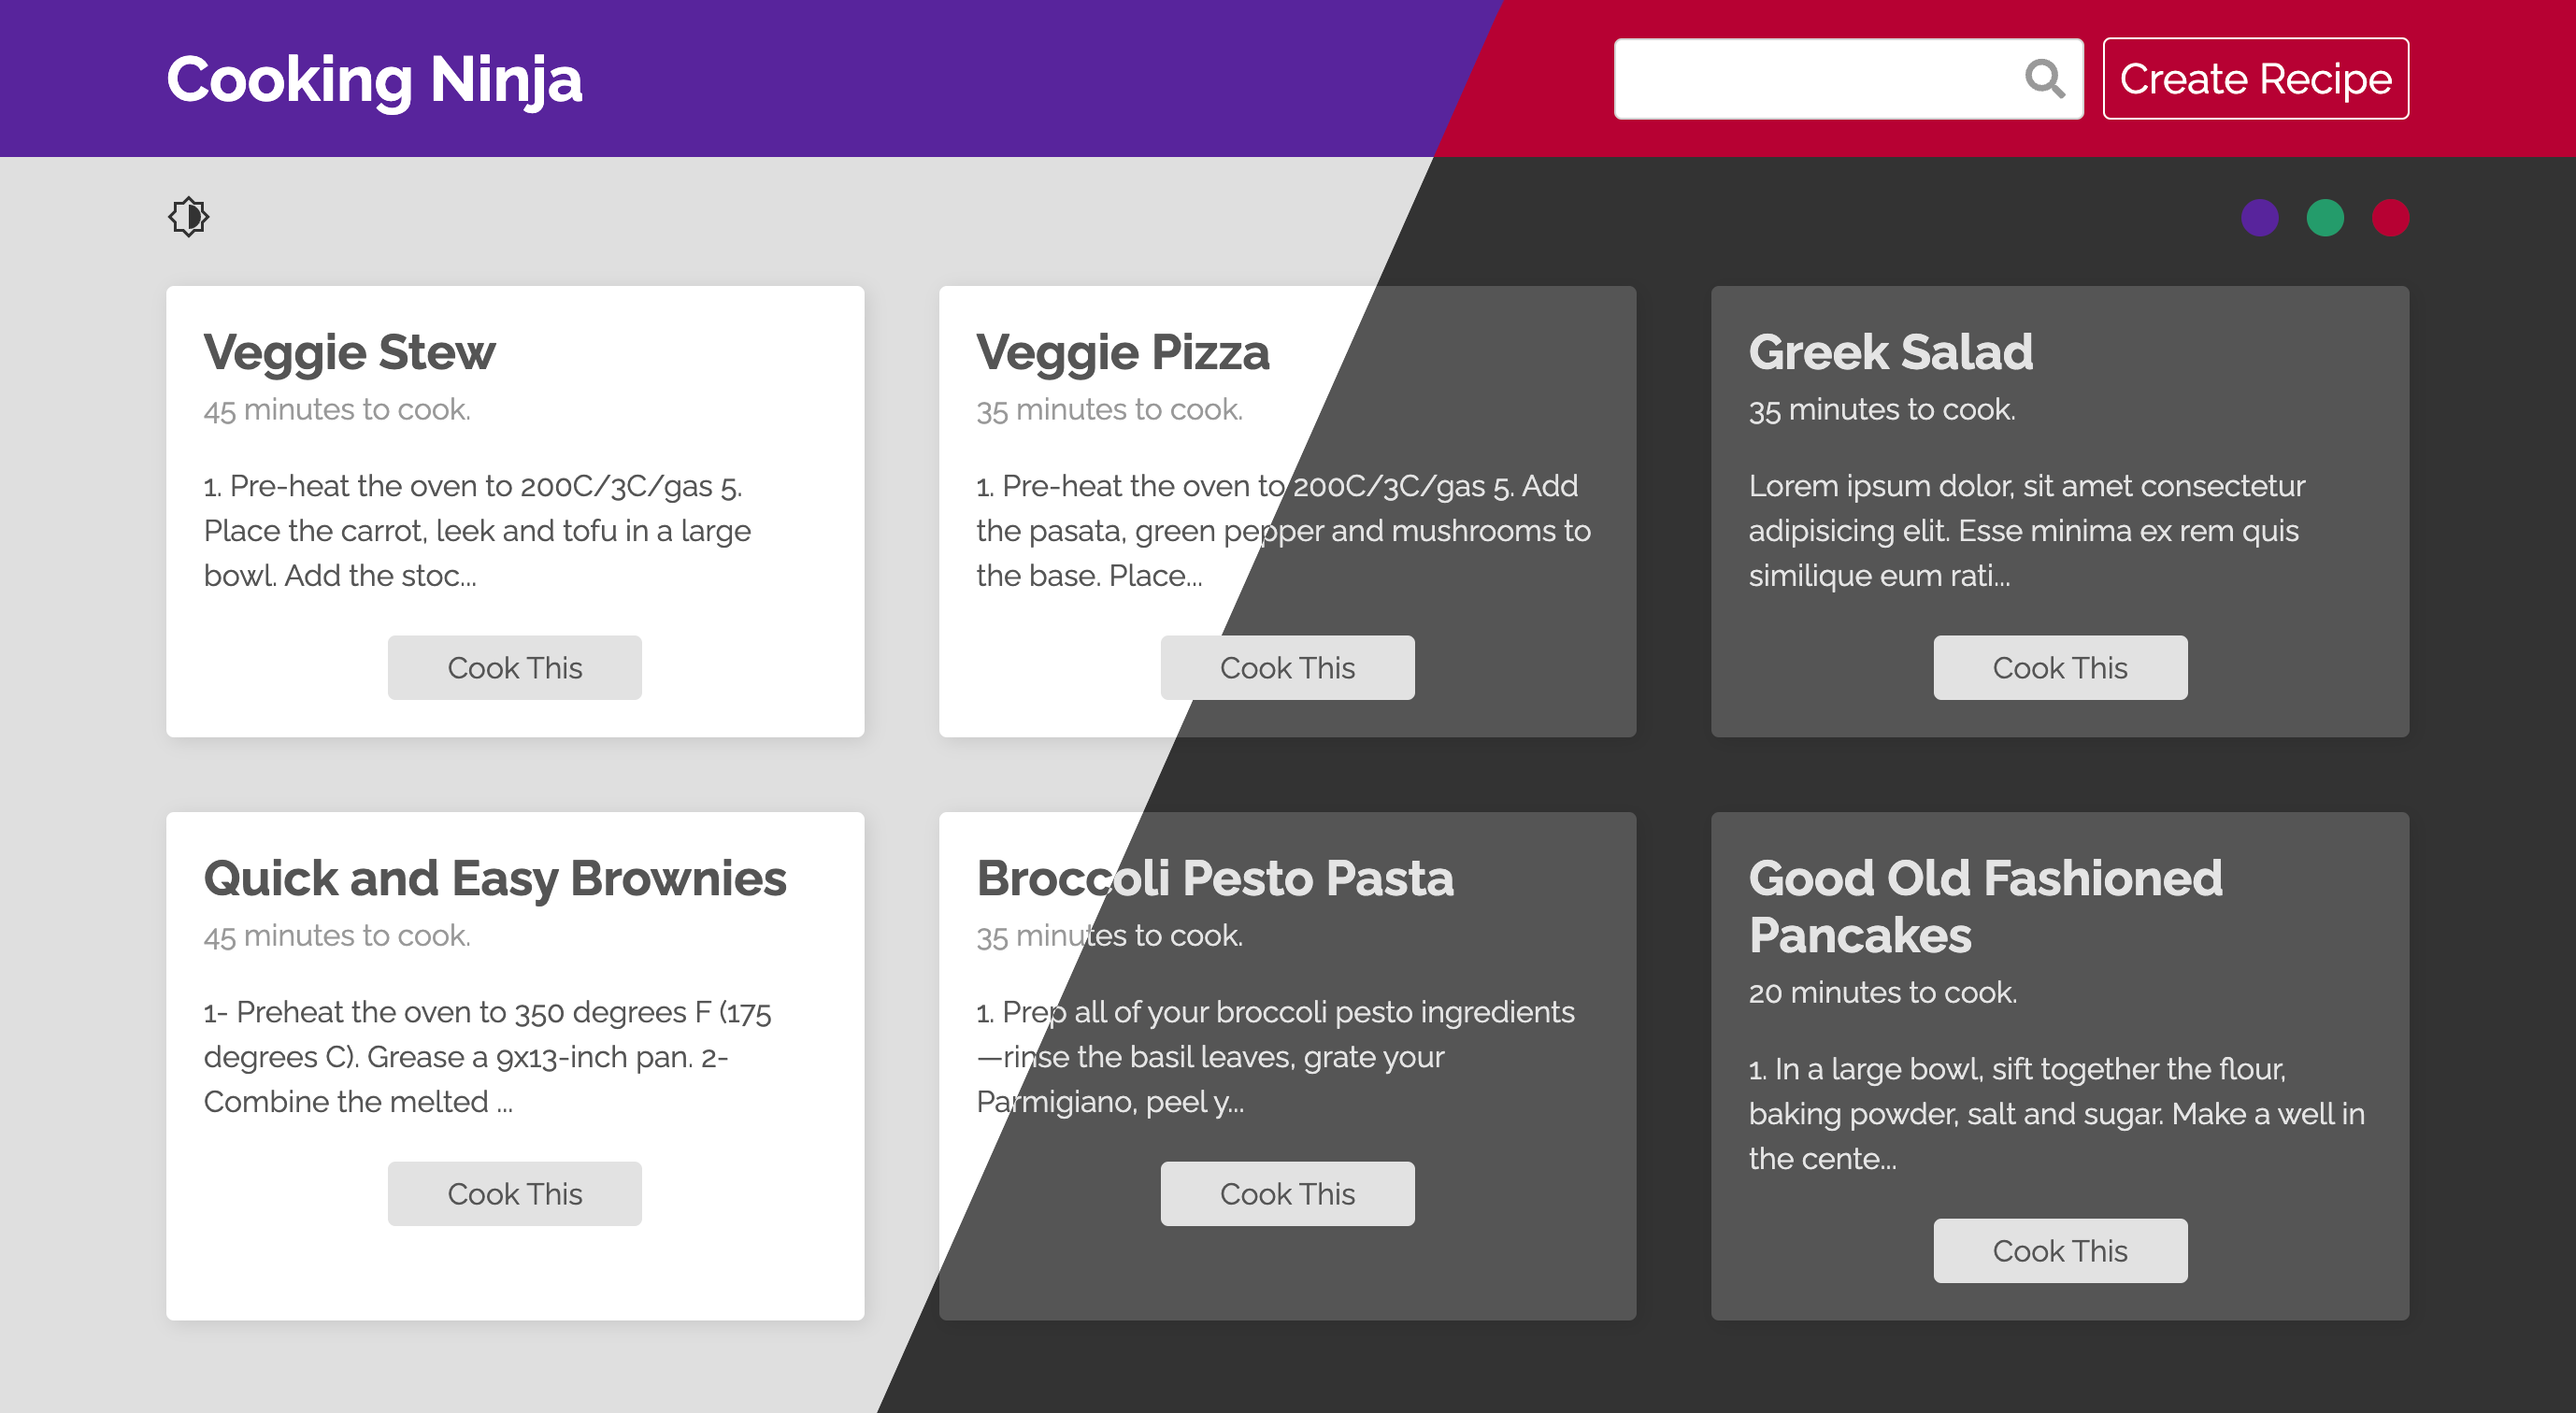 Cooking Ninja
Create Recipe
Veggie Stew
45 minutes to cook.
1. Pre-heat the oven to 200C/3C/gas 5.
Place the carrot, leek and tofu in a large
bowl. Add the stoc...
Cook This
Veggie Pizza
35 minutes to cook.
1. Pre-heat the oven to 200C/3C/gas 5. Add
the pasata, green pepper and mushrooms to
the base. Place...
Cook This
Greek Salad
35 minutes to cook.
Lorem ipsum dolor, sit amet consectetur
adipisicing elit. Esse minima ex rem quis
similique eum rati...
Cook This
Quick and Easy Brownies
45 minutes to cook.
1- Preheat the oven to 350 degrees F (175
degrees C). Grease a 9x13-inch pan. 2-
Combine the melted ...
Cook This
Broccoli Pesto Pasta
35 minutes to cook.
1. Prep all of your broccoli pesto ingredients
—rinse the basil leaves, grate your
Parmigiano, peel y...
Cook This
Good Old Fashioned
Pancakes
20 minutes to cook.
1. In a large bowl, sift together the flour,
baking powder, salt and sugar. Make a well in
the cente...
Cook This